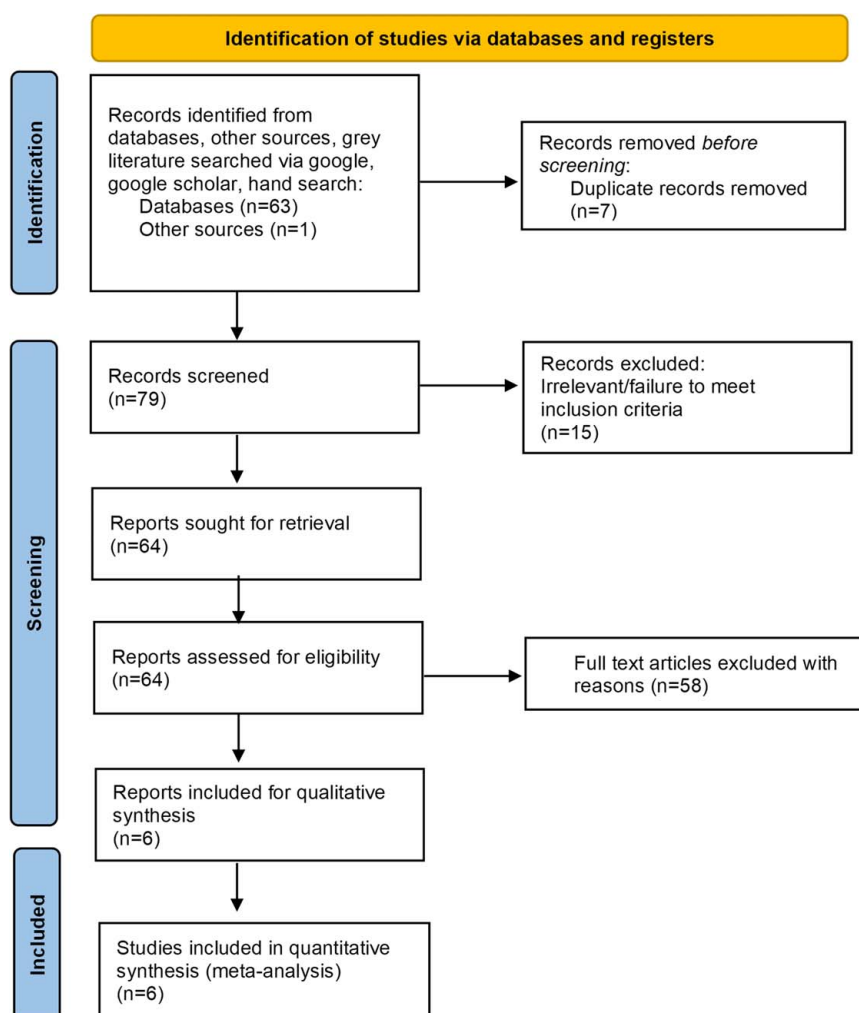 Identification of studies via databases and registers
Identification
Records identified from
databases, other sources, grey
literature searched via google,
google scholar, hand search:
Databases (n=63)
Other sources (n=1)
Records removed before
screening:
Duplicate records removed
(n=7)
Screening
Records screened
(n=79)
Records excluded:
Irrelevant/failure to meet
inclusion criteria
(n=15)
Reports sought for retrieval
(n=64)
Reports assessed for eligibility
(n=64)
Full text articles excluded with
reasons (n=58)
Reports included for qualitative
synthesis
(n=6)
Included
Studies included in quantitative
synthesis (meta-analysis)
(n=6)